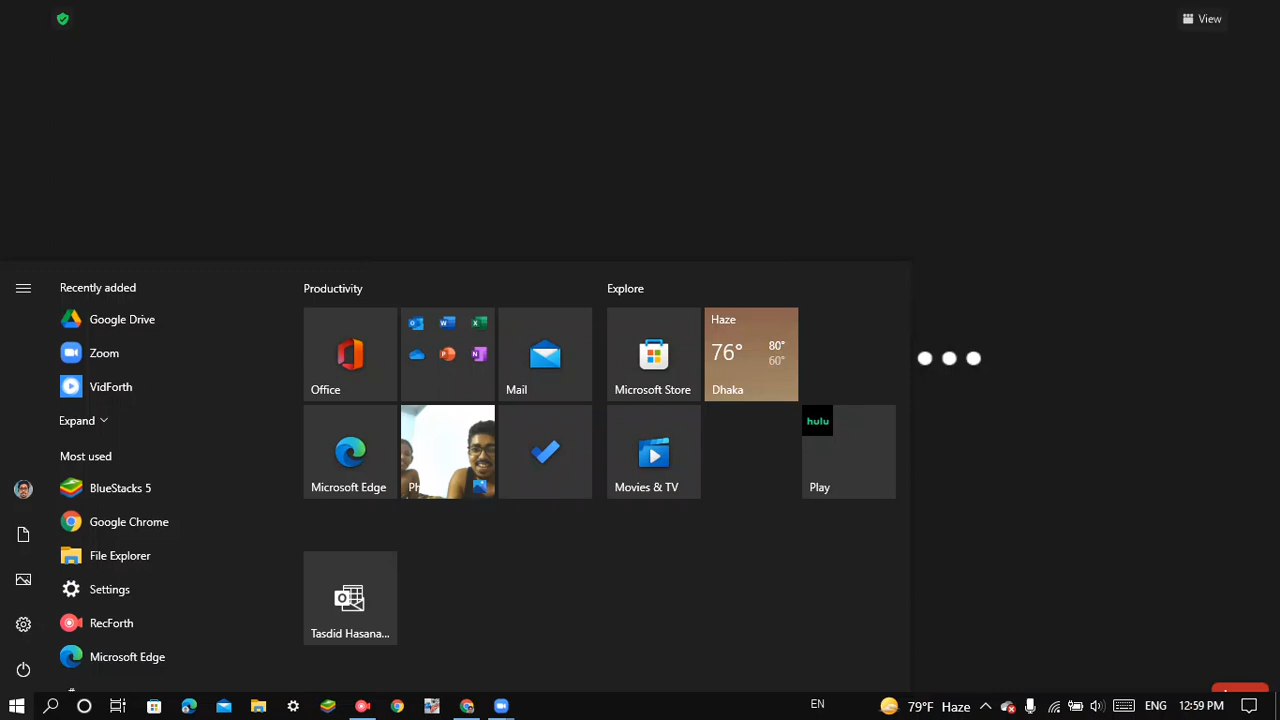 View
Recently added
Google Drive
Zoom
VidForth
Expand
Most used
BlueStacks 5
Google Chrome
File Explorer
Settings
RecForth
Microsoft Edge
Productivity
Office
Mail
Microsoft Edge
Tasdid Hasana...
Explore
Microsoft Store
Haze
76°
80°
60°
Dhaka
Movies & TV
hulu
Play
EN
79°F Haze
ENG
12:59 PM